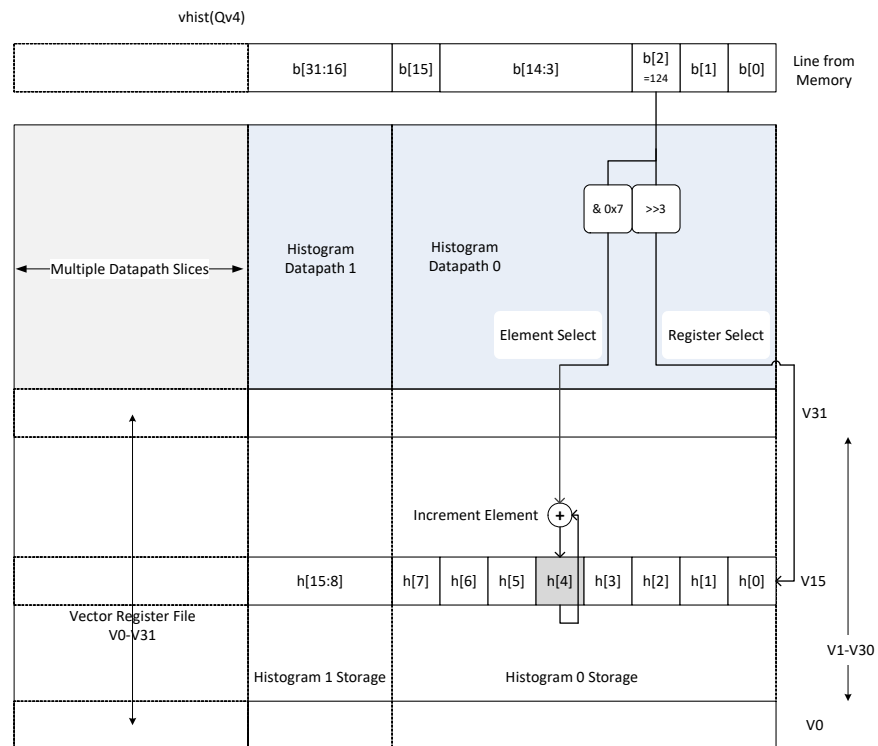 vhist(Qv4)
b[31:16]
b[15]
b[14:3]
b[2]
=124
b[1]
b[0]
Line from
Memory
& 0x7
>>3
Multiple Datapath Slices
Histogram
Datapath 1
Histogram
Datapath 0
Element Select
Register Select
V31
Increment Element
+
h[15:8]
h[7]
h[6]
h[5]
h[4]
h[3]
h[2]
h[1]
h[0]
V15
Vector Register File
V0-V31
V1-V30
Histogram 1 Storage
Histogram 0 Storage
V0